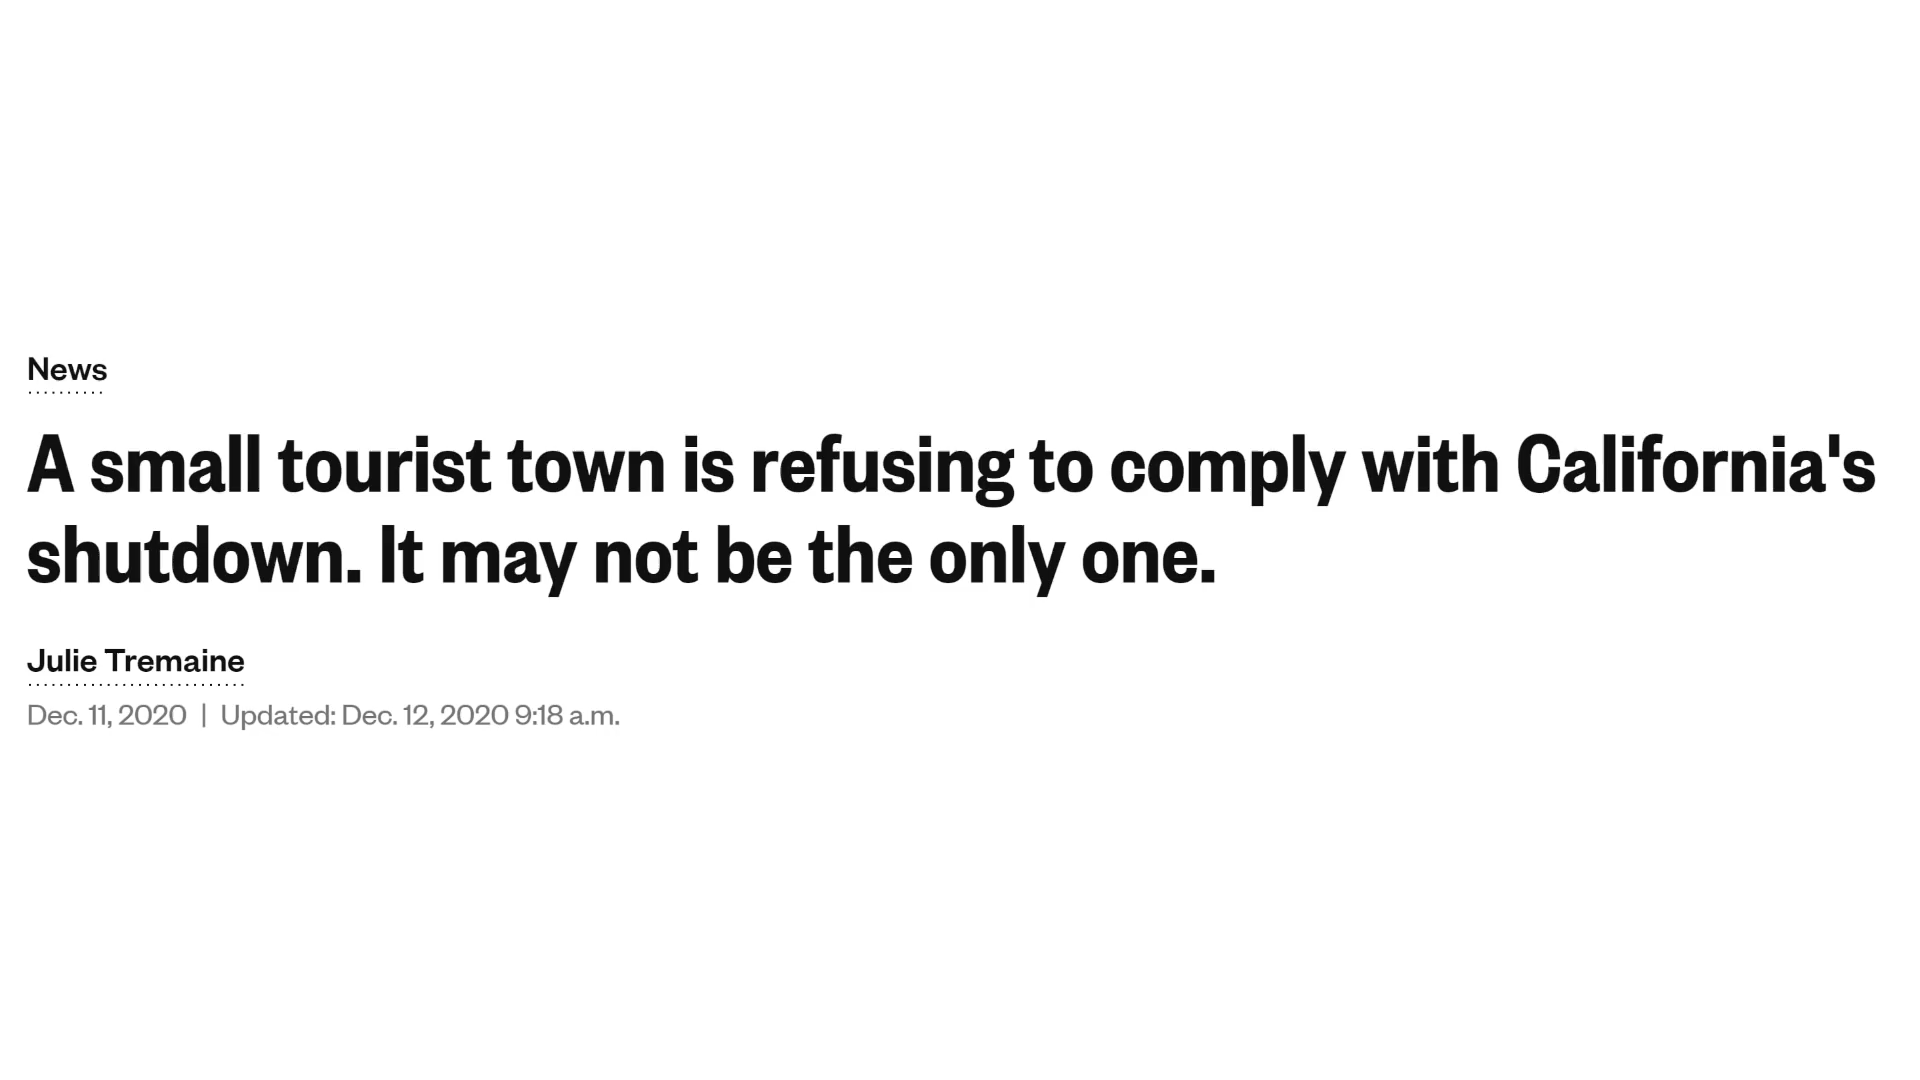 News
A small tourist town is refusing to comply with California's
shutdown. It may not be the only one.
Julie Tremaine
Dec. 11, 2020 | Updated: Dec. 12, 2020 9:18 a.m.